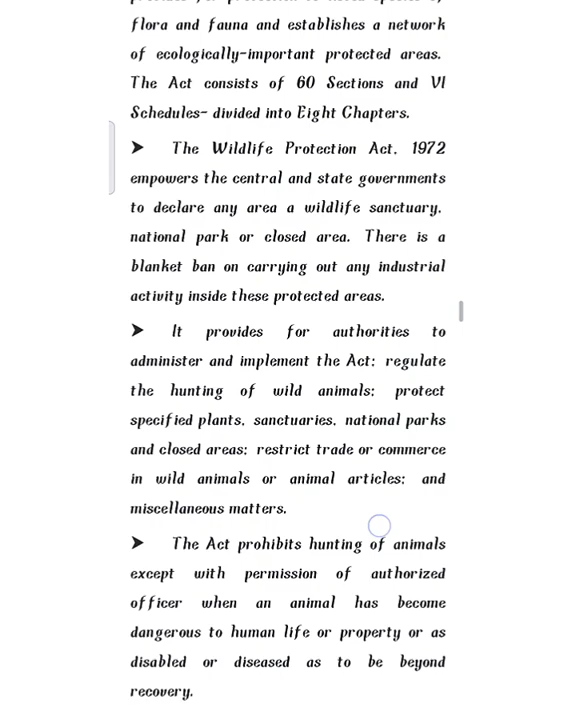 flora and fauna and establishes a network
of ecologically-important protected areas.
The Act consists of 60 Sections and VI
Schedules- divided into Eight Chapters.
➤ The Wildlife Protection Act, 1972
empowers the central and state governments
to declare any area a wildlife sanctuary,
national park or closed area. There is a
blanket ban on carrying out any industrial
activity inside these protected areas.
➤ It provides for authorities to
administer and implement the Act; regulate
the hunting of wild animals; protect
specified plants, sanctuaries, national parks
and closed areas; restrict trade or commerce
in wild animals or animal articles; and
miscellaneous matters.
➤ The Act prohibits hunting of animals
except with permission of authorized
officer when an animal has become
dangerous to human life or property or as
disabled or diseased as to be beyond
recovery.